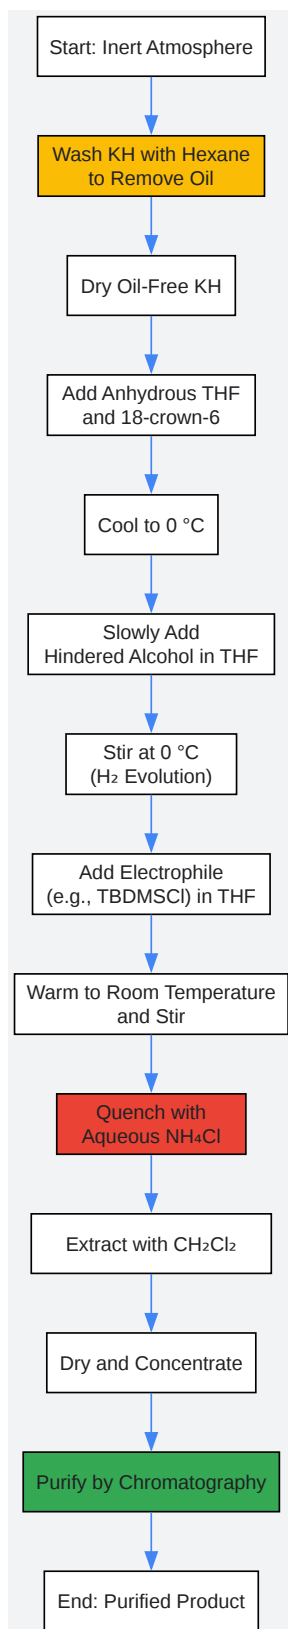 Start: Inert Atmosphere
Wash KH with Hexane
to Remove Oil
Dry Oil-Free KH
Add Anhydrous THF
and 18-crown-6
Cool to 0 °C
Slowly Add
Hindered Alcohol in THF
Stir at 0 °C
(H₂ Evolution)
Add Electrophile
(e.g., TBDMSCl) in THF
Warm to Room Temperature
and Stir
Quench with
Aqueous NH₄Cl
Extract with CH₂Cl₂
Dry and Concentrate
Purify by Chromatography
End: Purified Product